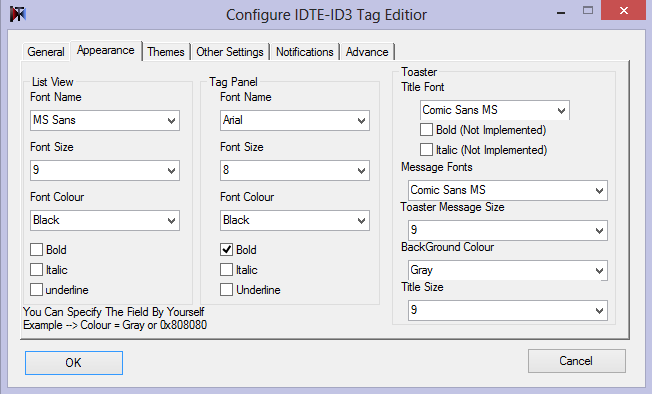 Configure IDTE-ID3 Tag Editior
General
Appearance
Themes
Other Settings
Notifications
Advance
List View
Font Name
MS Sans
Font Size
9
Font Colour
Black
Bold
Italic
underline
Tag Panel
Font Name
Arial
Font Size
8
Font Colour
Black
Bold
Italic
Underline
Toaster
Title Font
Comic Sans MS
Bold (Not Implemented)
Italic (Not Implemented)
Message Fonts
Comic Sans MS
Toaster Message Size
9
BackGround Colour
Gray
Title Size
9
You Can Specify The Field By Yourself
Example --> Colour = Gray or 0x808080
OK
Cancel